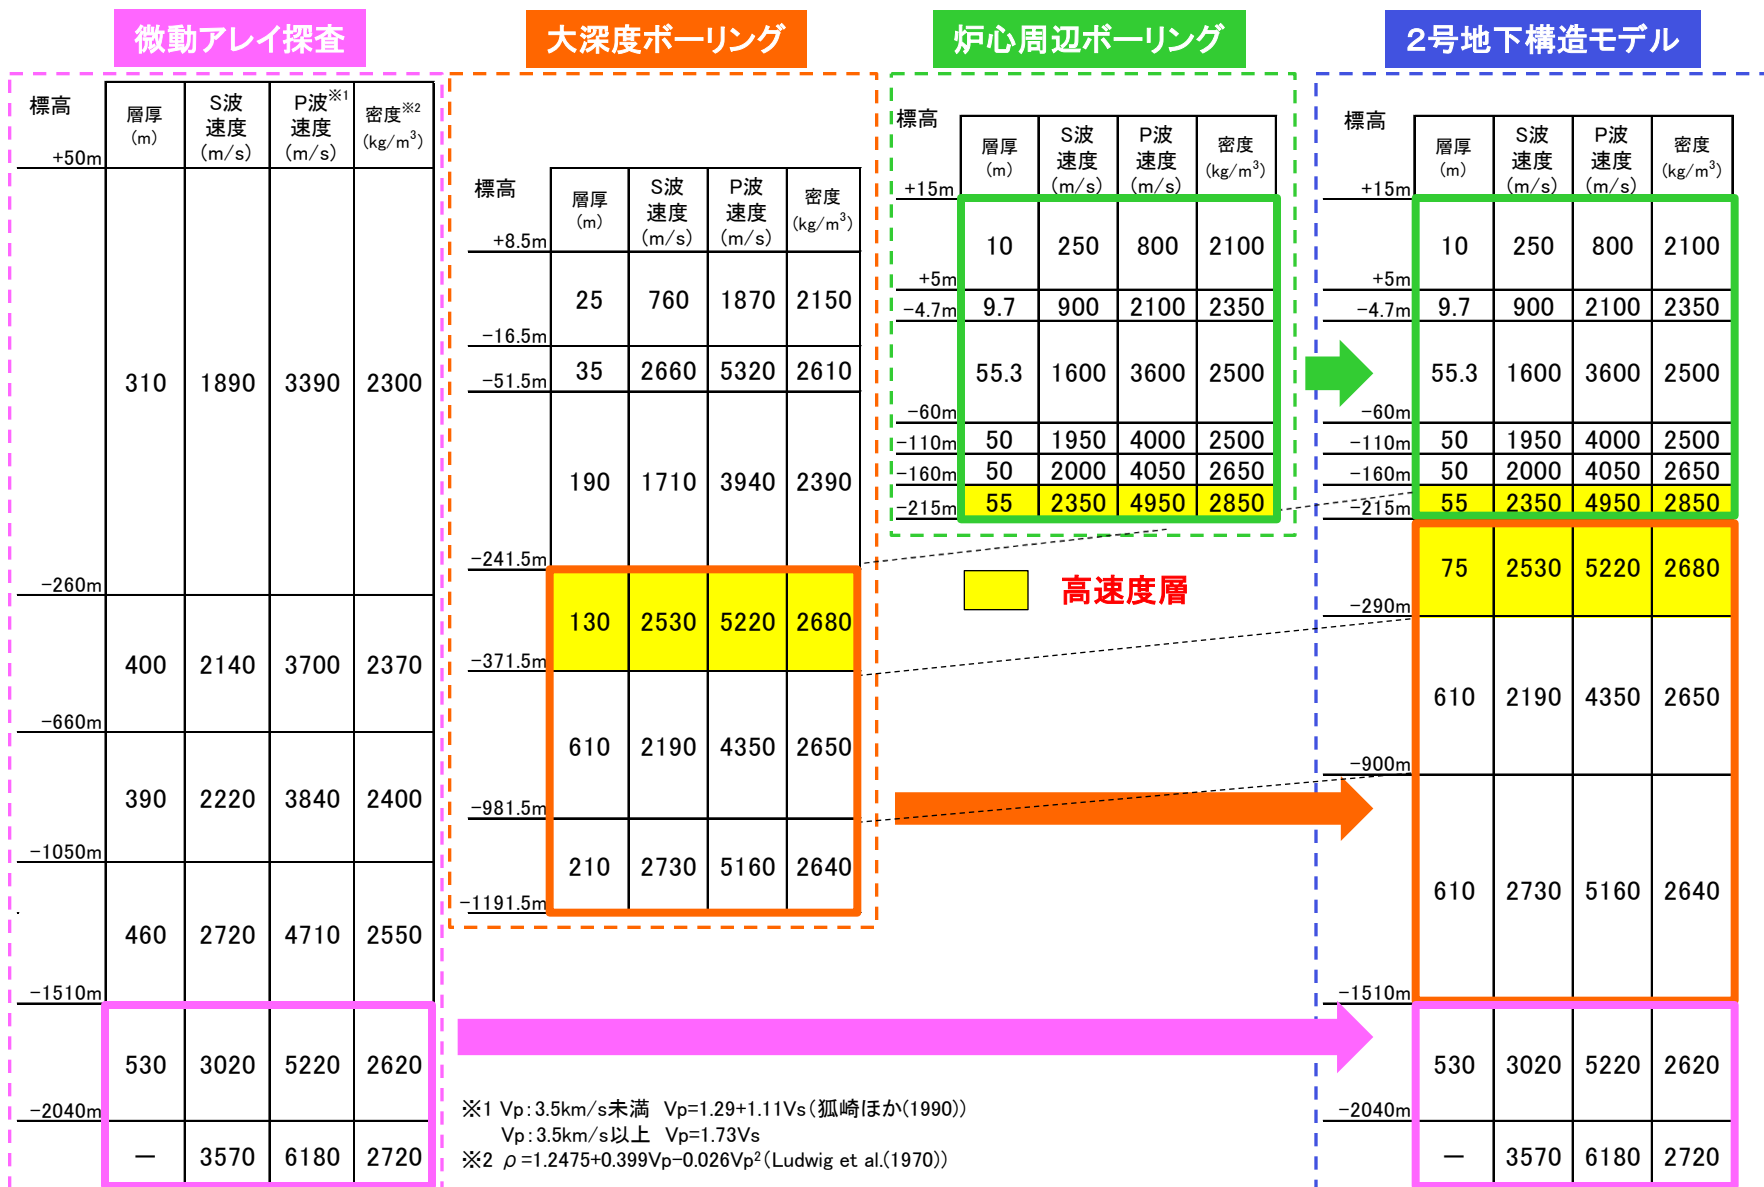 微動アレイ探査
標高
層厚
(m)
S波
速度
(m/s)
P波※1
速度
(m/s)
密度※2
(kg/m3)
+50m
310 1890 3390 2300
−260m
400 2140 3700 2370
−660m
390 2220 3840 2400
−1050m
460 2720 4710 2550
−1510m
530 3020 5220 2620
−2040m
― 3570 6180 2720
大深度ボーリング
標高
層厚
(m)
S波
速度
(m/s)
P波
速度
(m/s)
密度
(kg/m3)
+8.5m
25 760 1870 2150
−16.5m
35 2660 5320 2610
−51.5m
190 1710 3940 2390
−241.5m
130 2530 5220 2680
−371.5m
610 2190 4350 2650
−981.5m
210 2730 5160 2640
−1191.5m
炉心周辺ボーリング
標高
層厚
(m)
S波
速度
(m/s)
P波
速度
(m/s)
密度
(kg/m3)
+15m
10 250 800 2100
+5m
9.7 900 2100 2350
−4.7m
55.3 1600 3600 2500
−60m
50 1950 4000 2500
−110m
50 2000 4050 2650
−160m
55 2350 4950 2850
−215m
高速度層
2号地下構造モデル
標高
層厚
(m)
S波
速度
(m/s)
P波
速度
(m/s)
密度
(kg/m3)
+15m
10 250 800 2100
+5m
9.7 900 2100 2350
−4.7m
55.3 1600 3600 2500
−60m
50 1950 4000 2500
−110m
50 2000 4050 2650
−160m
55 2350 4950 2850
−215m
75 2530 5220 2680
−290m
610 2190 4350 2650
−900m
610 2730 5160 2640
−1510m
530 3020 5220 2620
−2040m
― 3570 6180 2720
※1 Vp:3.5km/s未満 Vp=1.29+1.11Vs(狐崎ほか(1990))
Vp:3.5km/s以上 Vp=1.73Vs
※2 ρ=1.2475+0.399Vp−0.026Vp²(Ludwig et al.(1970))